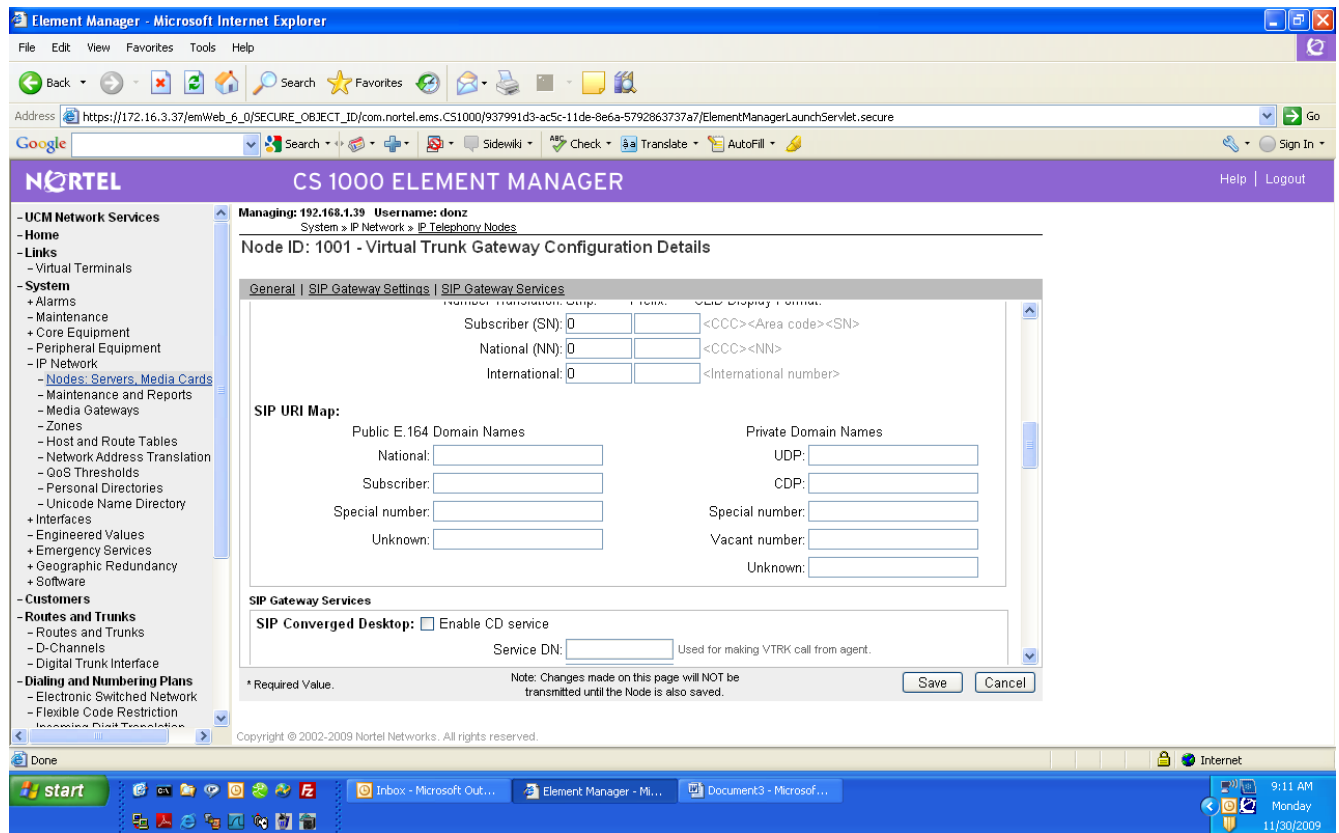 Element Manager - Microsoft Internet Explorer
File Edit View Favorites Tools Help
Back Search Favorites
Address https://172.16.3.37/emWeb_6_0/SECURE_OBJECT_ID/com.nortel.ems.CS1000/937991d3-ac5c-11de-8e6a-5792863737a7/ElementManagerLaunchServlet.secure Go
Google Search Sidewiki Check Translate AutoFill Sign In
NORTEL CS 1000 ELEMENT MANAGER Help | Logout
- UCM Network Services
- Home
- Links
- Virtual Terminals
- System
+ Alarms
- Maintenance
+ Core Equipment
- Peripheral Equipment
- IP Network
- Nodes: Servers, Media Cards
- Maintenance and Reports
- Media Gateways
- Zones
- Host and Route Tables
- Network Address Translation
- QoS Thresholds
- Personal Directories
- Unicode Name Directory
+ Interfaces
- Engineered Values
+ Emergency Services
+ Geographic Redundancy
+ Software
- Customers
- Routes and Trunks
- Routes and Trunks
- D-Channels
- Digital Trunk Interface
- Dialing and Numbering Plans
- Electronic Switched Network
- Flexible Code Restriction
- Incoming Digit Translation
Managing: 192.168.1.39 Username: donz
System » IP Network » IP Telephony Nodes
Node ID: 1001 - Virtual Trunk Gateway Configuration Details
General | SIP Gateway Settings | SIP Gateway Services
Number Translation: Strip: Prefix: CLID Display Format:
Subscriber (SN): 0 <CCC><Area code><SN>
National (NN): 0 <CCC><NN>
International: 0 <International number>
SIP URI Map:
Public E.164 Domain Names Private Domain Names
National: UDP:
Subscriber: CDP:
Special number: Special number:
Unknown: Vacant number:
Unknown:
SIP Gateway Services
SIP Converged Desktop: Enable CD service
Service DN: Used for making VTRK call from agent.
* Required Value. Note: Changes made on this page will NOT be
transmitted until the Node is also saved. Save Cancel
Copyright © 2002-2009 Nortel Networks. All rights reserved.
Done Internet
start Inbox - Microsoft Out... Element Manager - Mi... Document3 - Microsof... 9:11 AM
Monday
11/30/2009